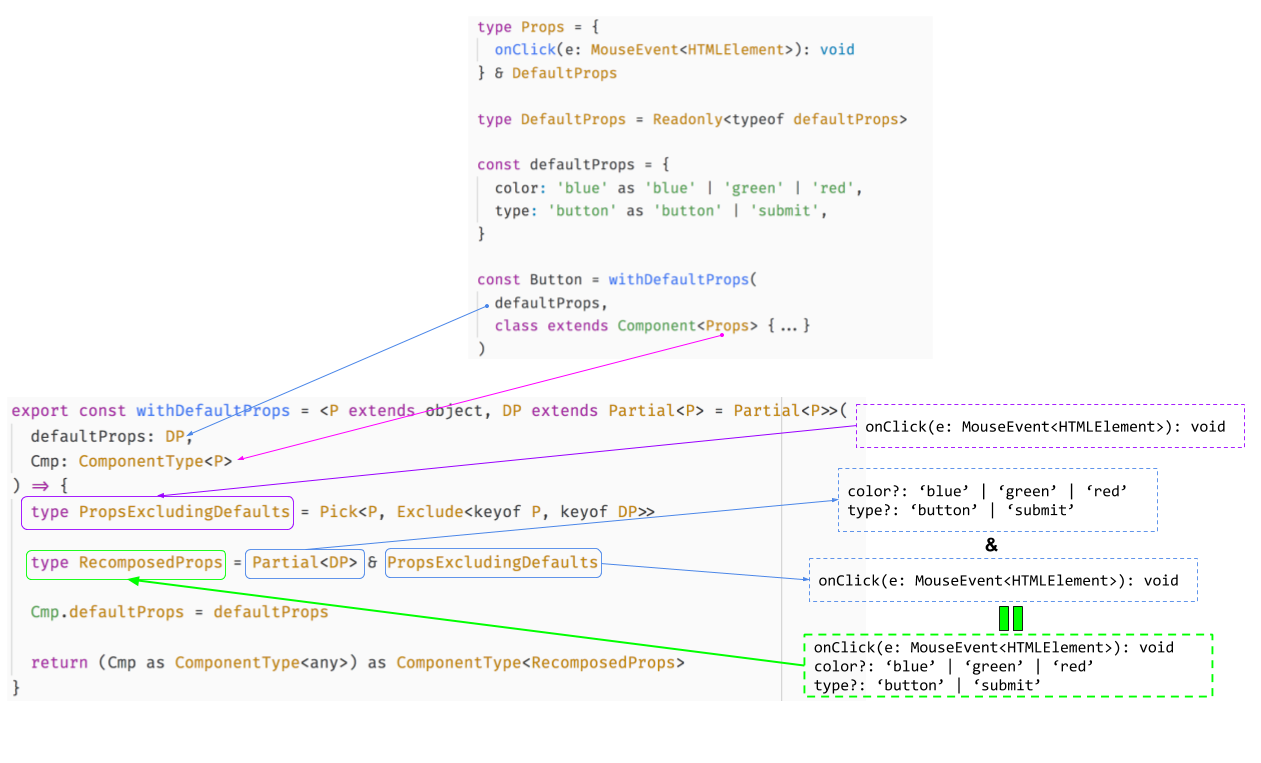 type Props = {
onClick(e: MouseEvent<HTMLElement>): void
} & DefaultProps
type DefaultProps = Readonly<typeof defaultProps>
const defaultProps = {
color: 'blue' as 'blue' | 'green' | 'red',
type: 'button' as 'button' | 'submit',
}
const Button = withDefaultProps(
defaultProps,
class extends Component<Props> {...}
)
export const withDefaultProps = <P extends object, DP extends Partial<P> = Partial<P>>(
defaultProps: DP,
Cmp: ComponentType<P>
) => {
type PropsExcludingDefaults = Pick<P, Exclude<keyof P, keyof DP>>
type RecomposedProps = Partial<DP> & PropsExcludingDefaults
Cmp.defaultProps = defaultProps
return (Cmp as ComponentType<any>) as ComponentType<RecomposedProps>
}
onClick(e: MouseEvent<HTMLElement>): void
color?: ‘blue’ | ‘green’ | ‘red’
type?: ‘button’ | ‘submit’
&
onClick(e: MouseEvent<HTMLElement>): void
onClick(e: MouseEvent<HTMLElement>): void
color?: ‘blue’ | ‘green’ | ‘red’
type?: ‘button’ | ‘submit’